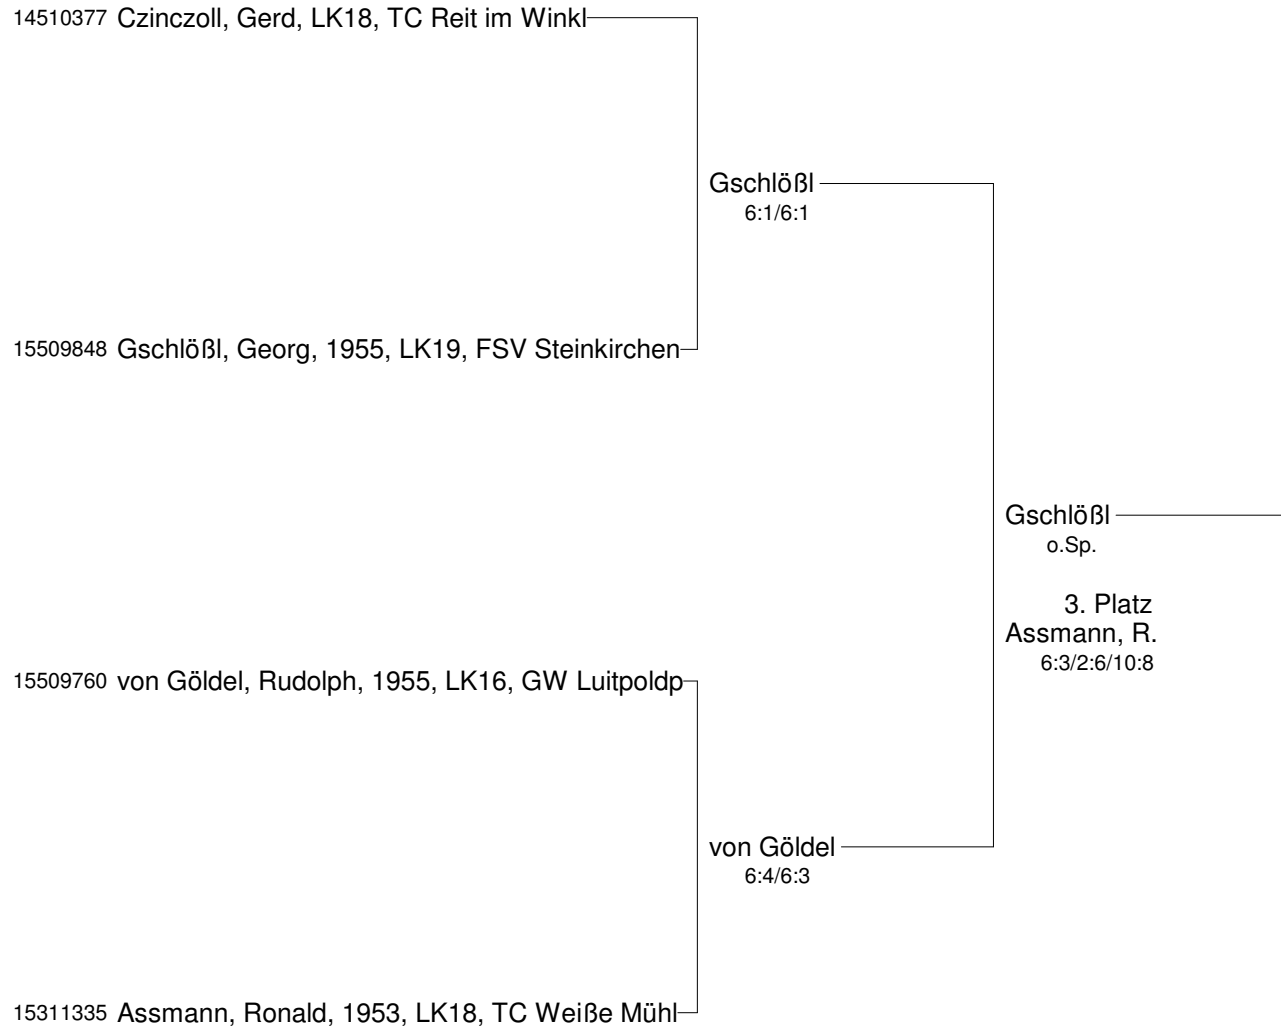 14510377 Czinczoll, Gerd, LK18, TC Reit im Winkl
Gschlößl
6:1/6:1
15509848 Gschlößl, Georg, 1955, LK19, FSV Steinkirchen
Gschlößl
o.Sp.
3. Platz
Assmann, R.
6:3/2:6/10:8
15509760 von Göldel, Rudolph, 1955, LK16, GW Luitpoldp
von Göldel
6:4/6:3
15311335 Assmann, Ronald, 1953, LK18, TC Weiße Mühl